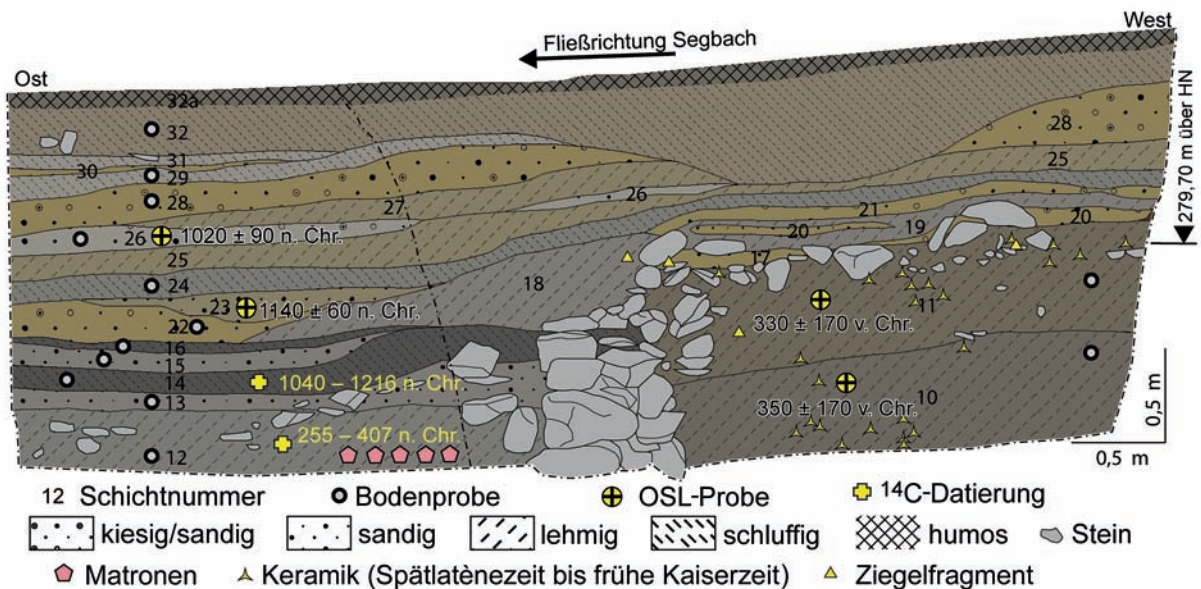 West
Fließrichtung Segbach
Ost
279,70 m über HN
32a
32
28
31
30
29
25
28
26
27
21
20
20
19
26
1020 ± 90 n. Chr.
17
25
24
18
11
23
1140 ± 60 n. Chr.
330 ± 170 v. Chr.
22
16
15
14
1040 – 1216 n. Chr.
0,5 m
13
350 ± 170 v. Chr.
10
255 – 407 n. Chr.
12
0,5 m
12 Schichtnummer Bodenprobe OSL-Probe ¹⁴C-Datierung
kiesig/sandig sandig lehmig schluffig humos Stein
Matronen Keramik (Spätlatènezeit bis frühe Kaiserzeit) Ziegelfragment